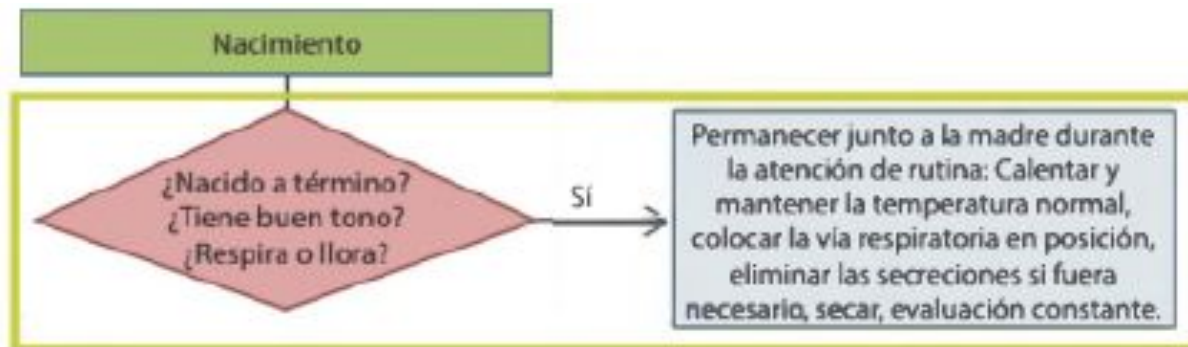 Nacimiento
¿Nacido a término?
¿Tiene buen tono?
¿Respira o llora?
Sí
Permanecer junto a la madre durante
la atención de rutina: Calentar y
mantener la temperatura normal,
colocar la vía respiratoria en posición,
eliminar las secreciones si fuera
necesario, secar, evaluación constante.